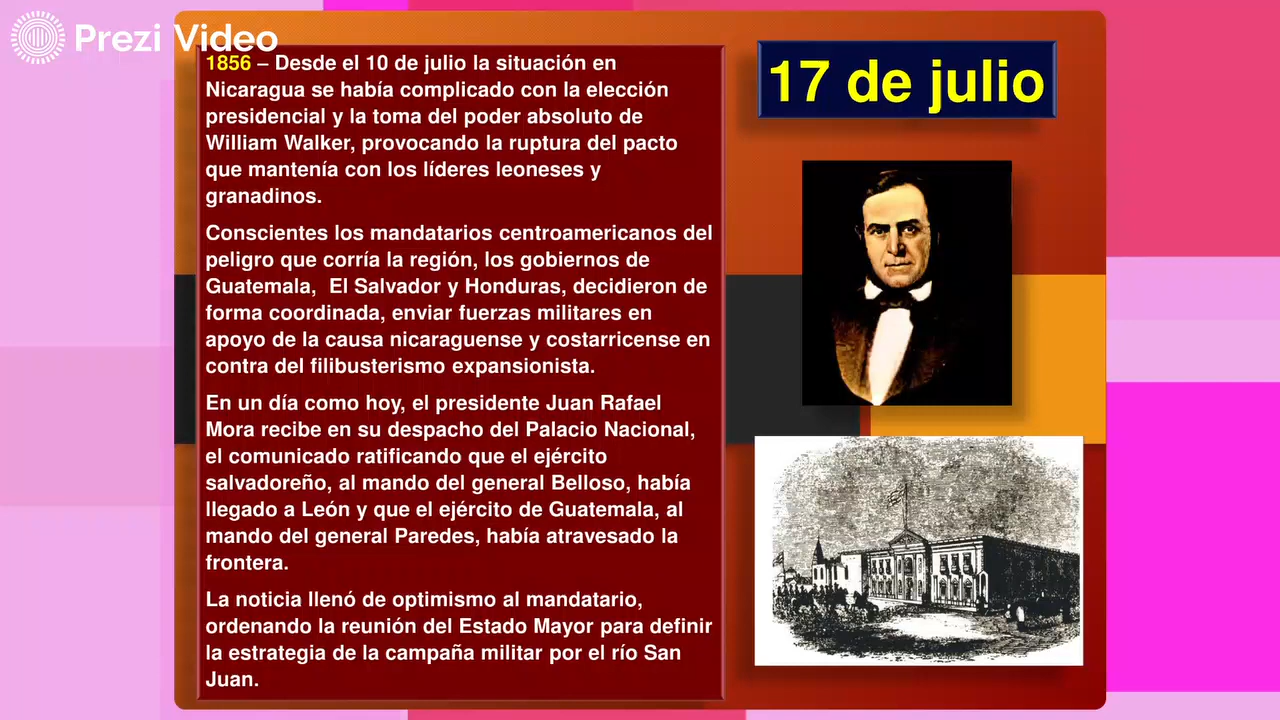 Prezi Video
17 de julio
1856 – Desde el 10 de julio la situación en
Nicaragua se había complicado con la elección
presidencial y la toma del poder absoluto de
William Walker, provocando la ruptura del pacto
que mantenía con los líderes leoneses y
granadinos.
Conscientes los mandatarios centroamericanos del
peligro que corría la región, los gobiernos de
Guatemala,  El Salvador y Honduras, decidieron de
forma coordinada, enviar fuerzas militares en
apoyo de la causa nicaraguense y costarricense en
contra del filibusterismo expansionista.
En un día como hoy, el presidente Juan Rafael
Mora recibe en su despacho del Palacio Nacional,
el comunicado ratificando que el ejército
salvadoreño, al mando del general Belloso, había
llegado a León y que el ejército de Guatemala, al
mando del general Paredes, había atravesado la
frontera.
La noticia llenó de optimismo al mandatario,
ordenando la reunión del Estado Mayor para definir
la estrategia de la campaña militar por el río San
Juan.